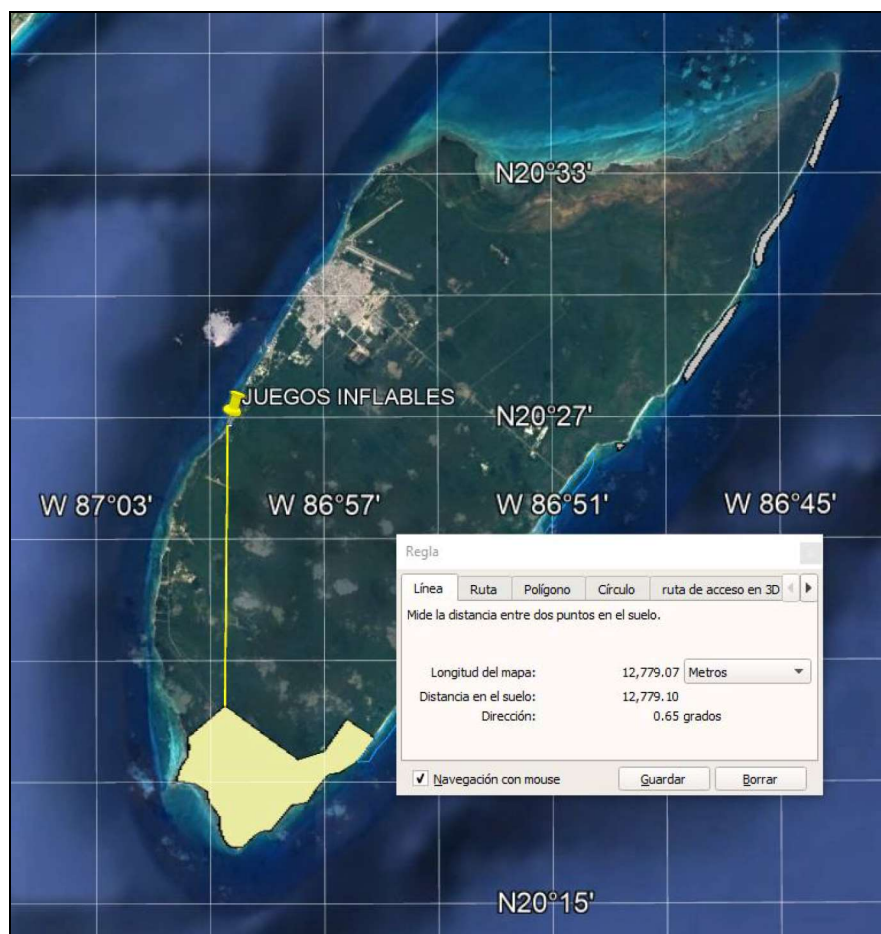 N20°33'
JUEGOS INFLABLES
N20°27'
W 87°03'
W 86°57'
W 86°51'
W 86°45'
Regla
Línea
Ruta
Polígono
Círculo
ruta de acceso en 3D
Mide la distancia entre dos puntos en el suelo.
Longitud del mapa: 12,779.07 Metros
Distancia en el suelo: 12,779.10
Dirección: 0.65 grados
Navegación con mouse
Guardar
Borrar
N20°15'